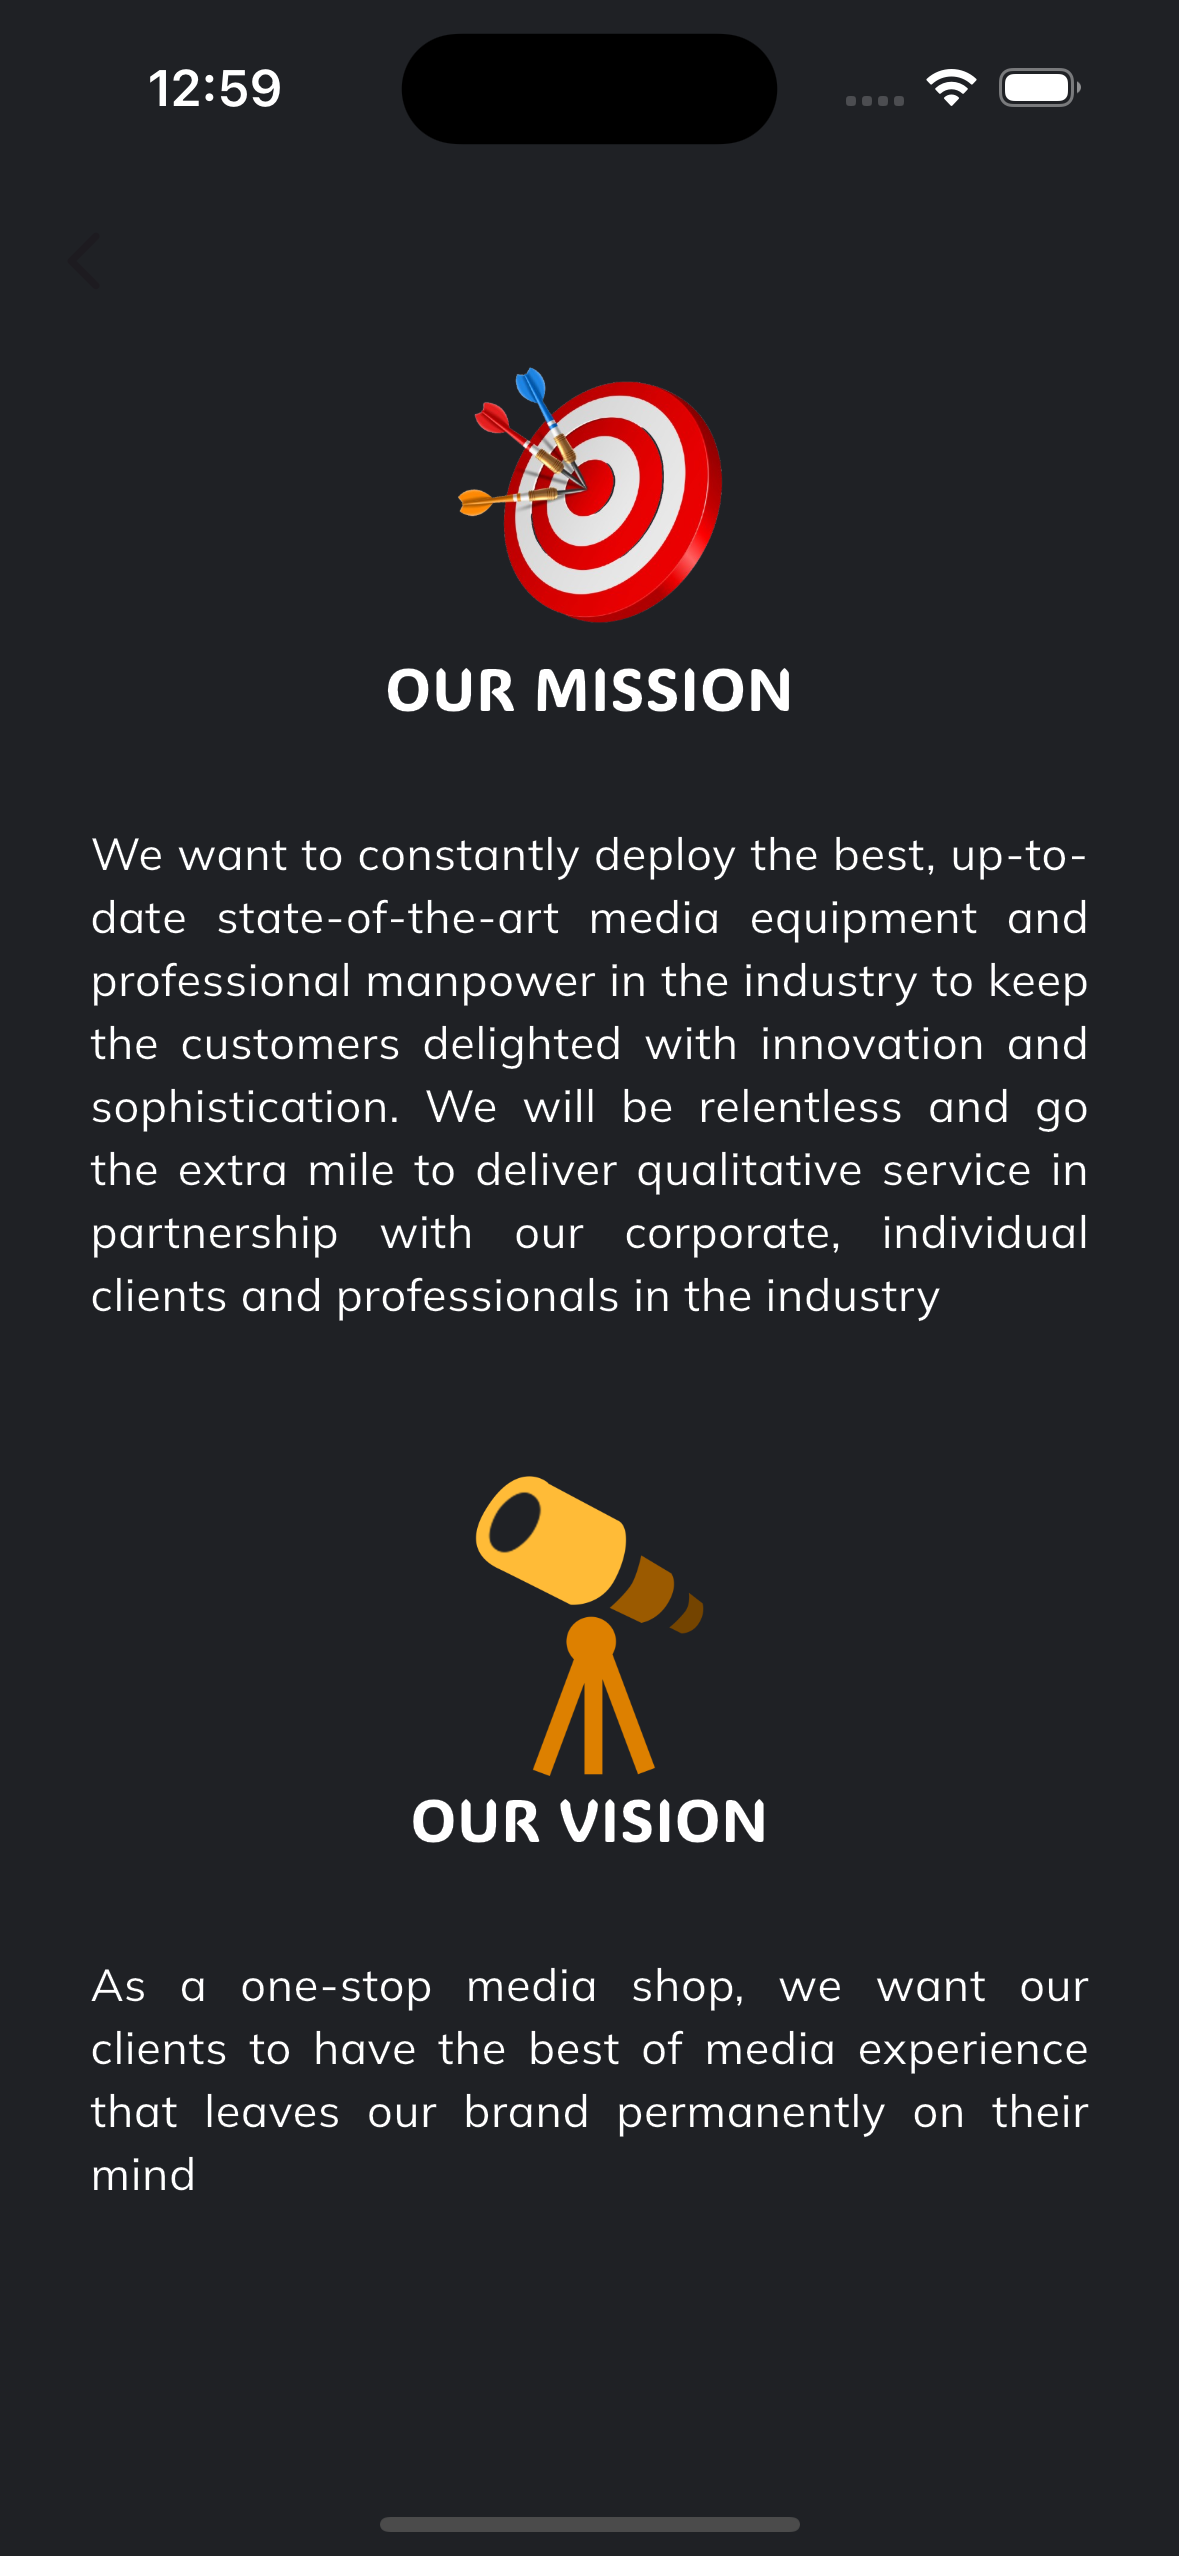 12:59
OUR MISSION
We want to constantly deploy the best, up-to-
date state-of-the-art media equipment and
professional manpower in the industry to keep
the customers delighted with innovation and
sophistication. We will be relentless and go
the extra mile to deliver qualitative service in
partnership with our corporate, individual
clients and professionals in the industry
OUR VISION
As a one-stop media shop, we want our
clients to have the best of media experience
that leaves our brand permanently on their
mind